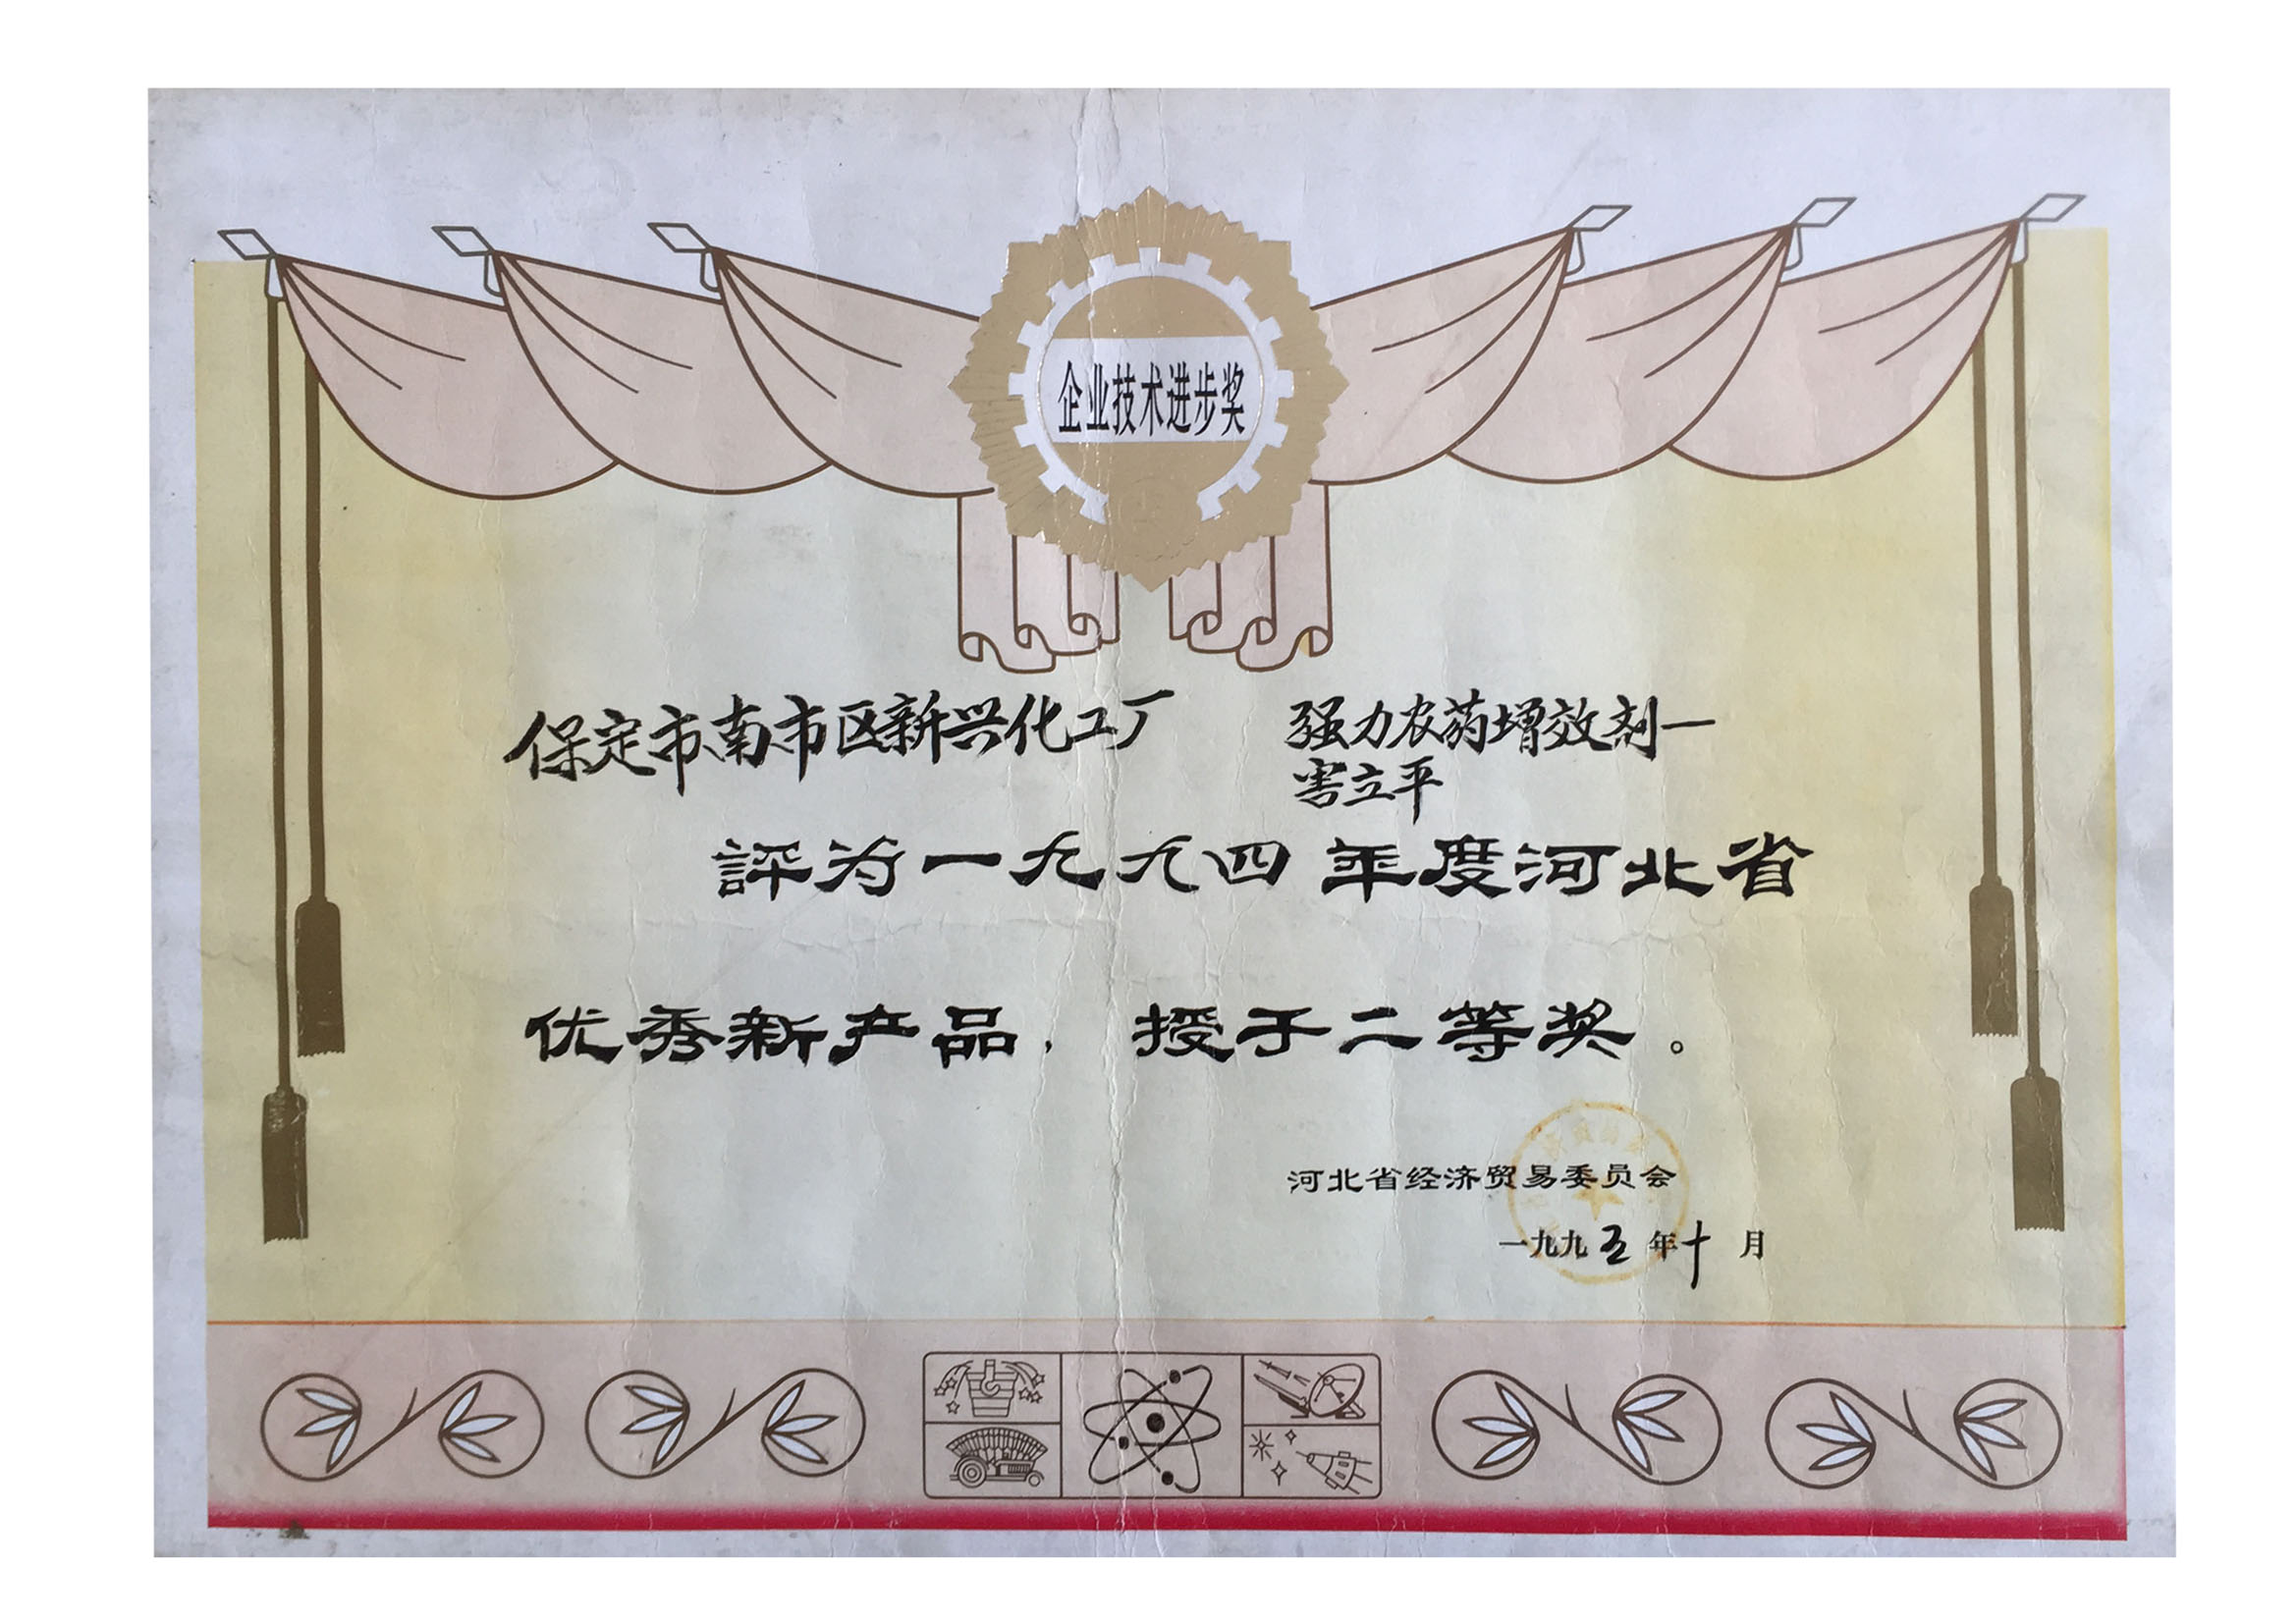 企业技术进步奖
保定市南市区新兴化工厂 强力农药增效剂—
害立平
評为一九九四年度河北省
优秀新产品，授于二等奖。
河北省经济贸易委员会
一九九五年十月